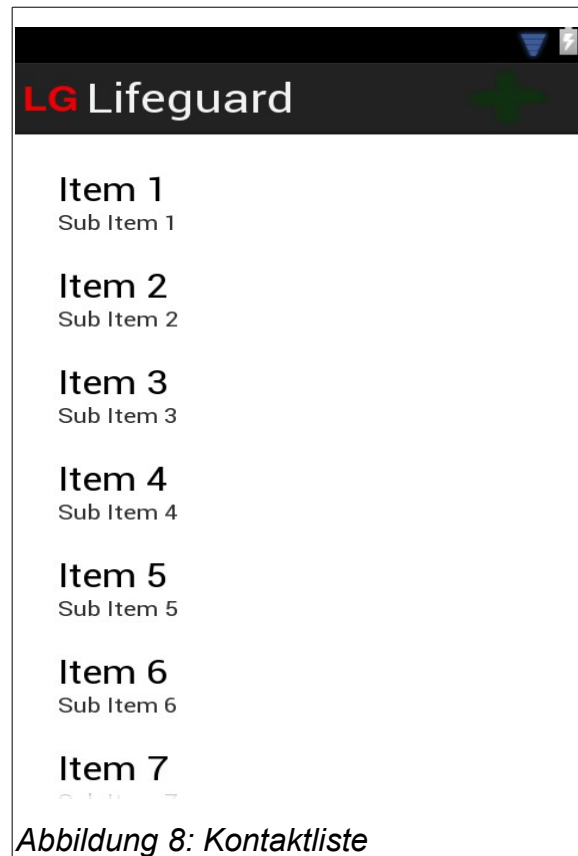 LG Lifeguard
Item 1
Sub Item 1
Item 2
Sub Item 2
Item 3
Sub Item 3
Item 4
Sub Item 4
Item 5
Sub Item 5
Item 6
Sub Item 6
Item 7
Abbildung 8: Kontaktliste